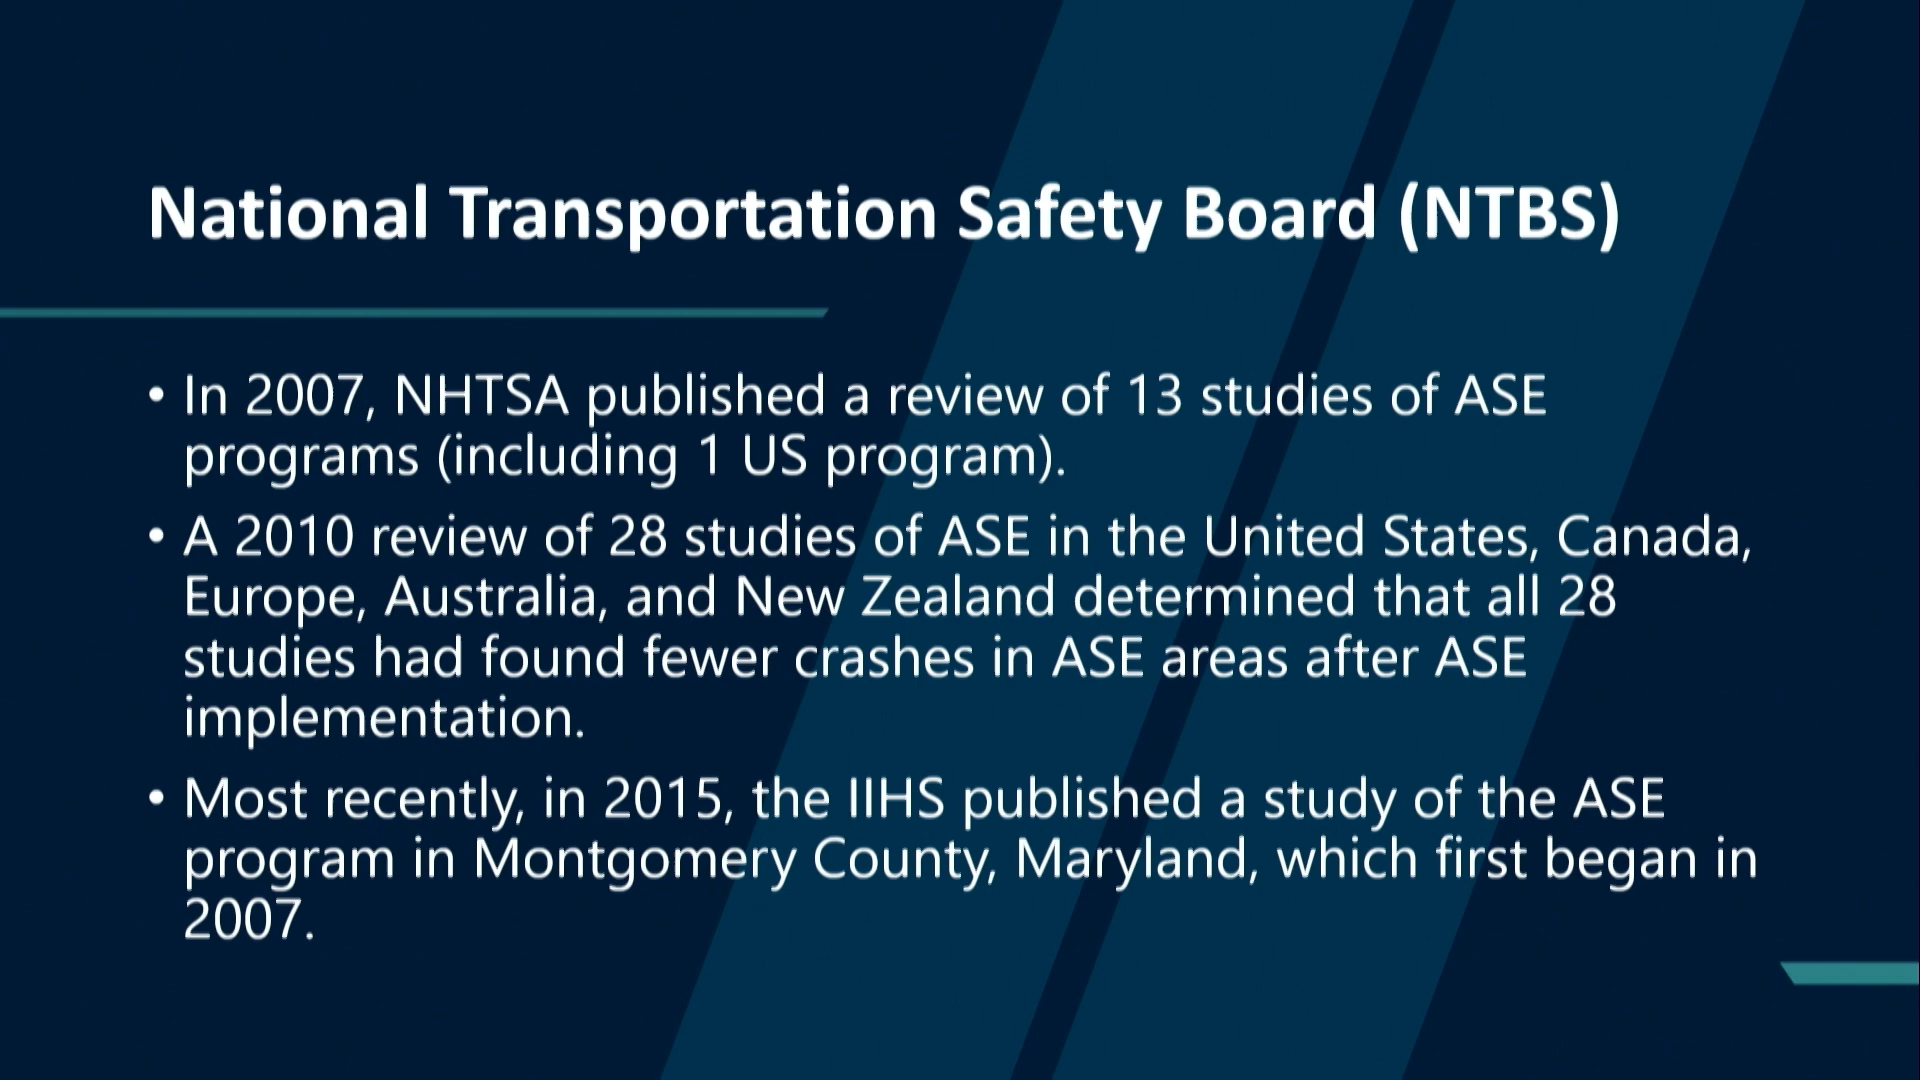 National Transportation Safety Board (NTBS)
• In 2007, NHTSA published a review of 13 studies of ASE
programs (including 1 US program).
• A 2010 review of 28 studies of ASE in the United States, Canada,
Europe, Australia, and New Zealand determined that all 28
studies had found fewer crashes in ASE areas after ASE
implementation.
• Most recently, in 2015, the IIHS published a study of the ASE
program in Montgomery County, Maryland, which first began in
2007.